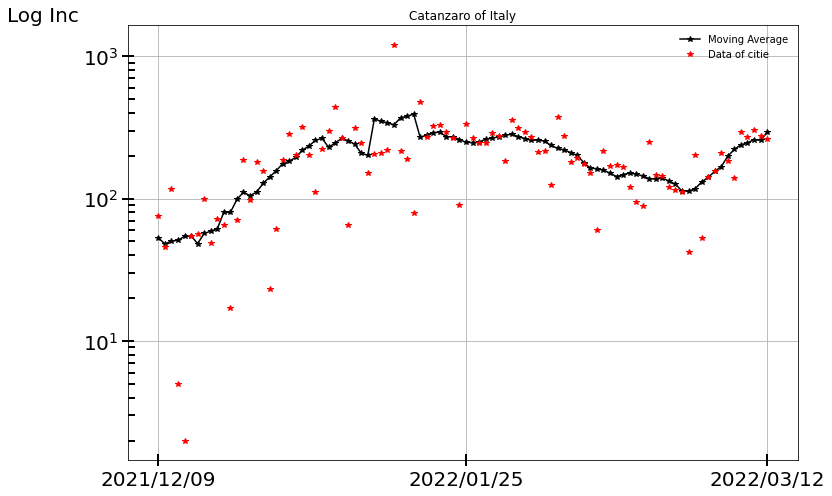 Log Inc
Catanzaro of Italy
Moving Average
Data of citie
10³
10²
10¹
2021/12/09 2022/01/25 2022/03/12